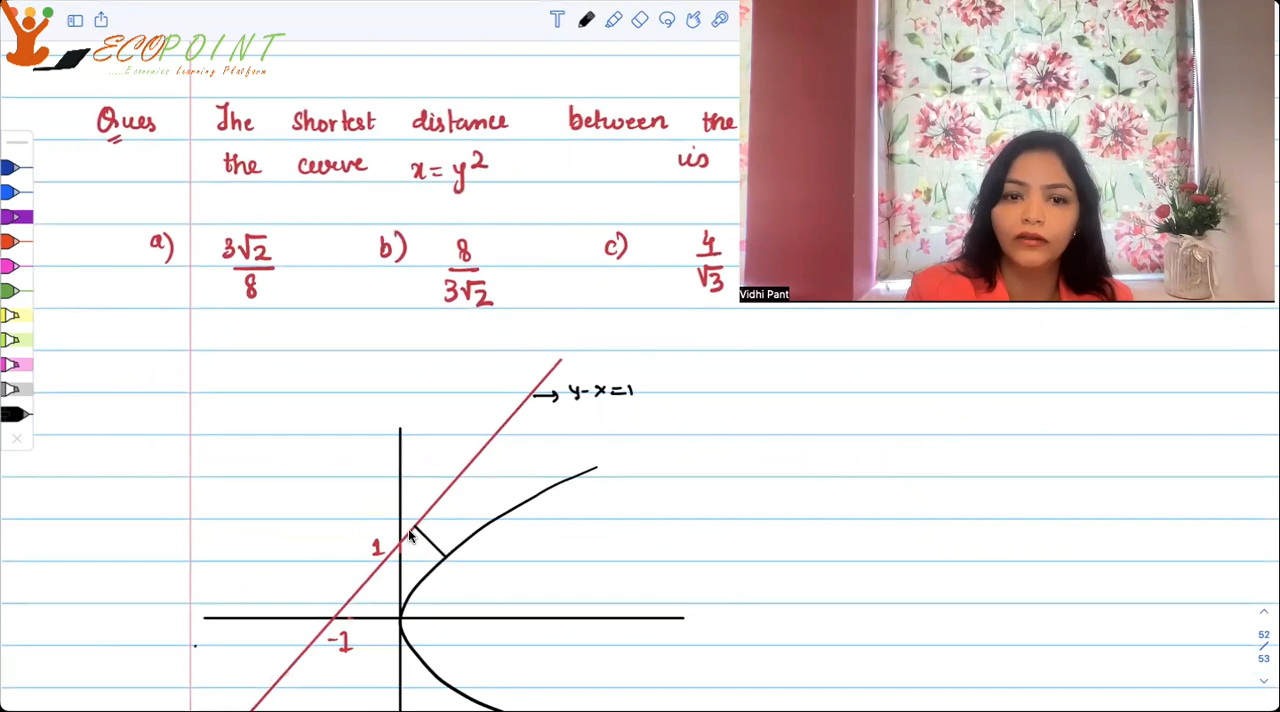 ECOPOINT
.....Economics Learning Platform
Ques The shortest distance between the
the curve x = y² is
a) 3√2/8 b) 8/3√2 c) 4/√3
Vidhi Pant
→ y-x=1
1
-1
52
53